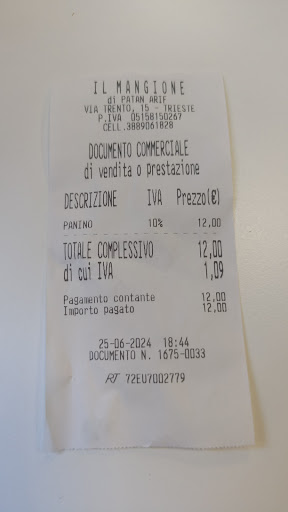 IL MANGIONE
di PATAN ARIF
VIA TRENTO, 15 - TRIESTE
P.IVA 05158150267
CELL.3889061828
DOCUMENTO COMMERCIALE
di vendita o prestazione
DESCRIZIONE IVA Prezzo(€)
PANINO 10% 12,00
TOTALE COMPLESSIVO 12,00
di cui IVA 1,09
Pagamento contante 12,00
Importo pagato 12,00
25-06-2024 18:44
DOCUMENTO N. 1675-0033
RT 72EU7002779